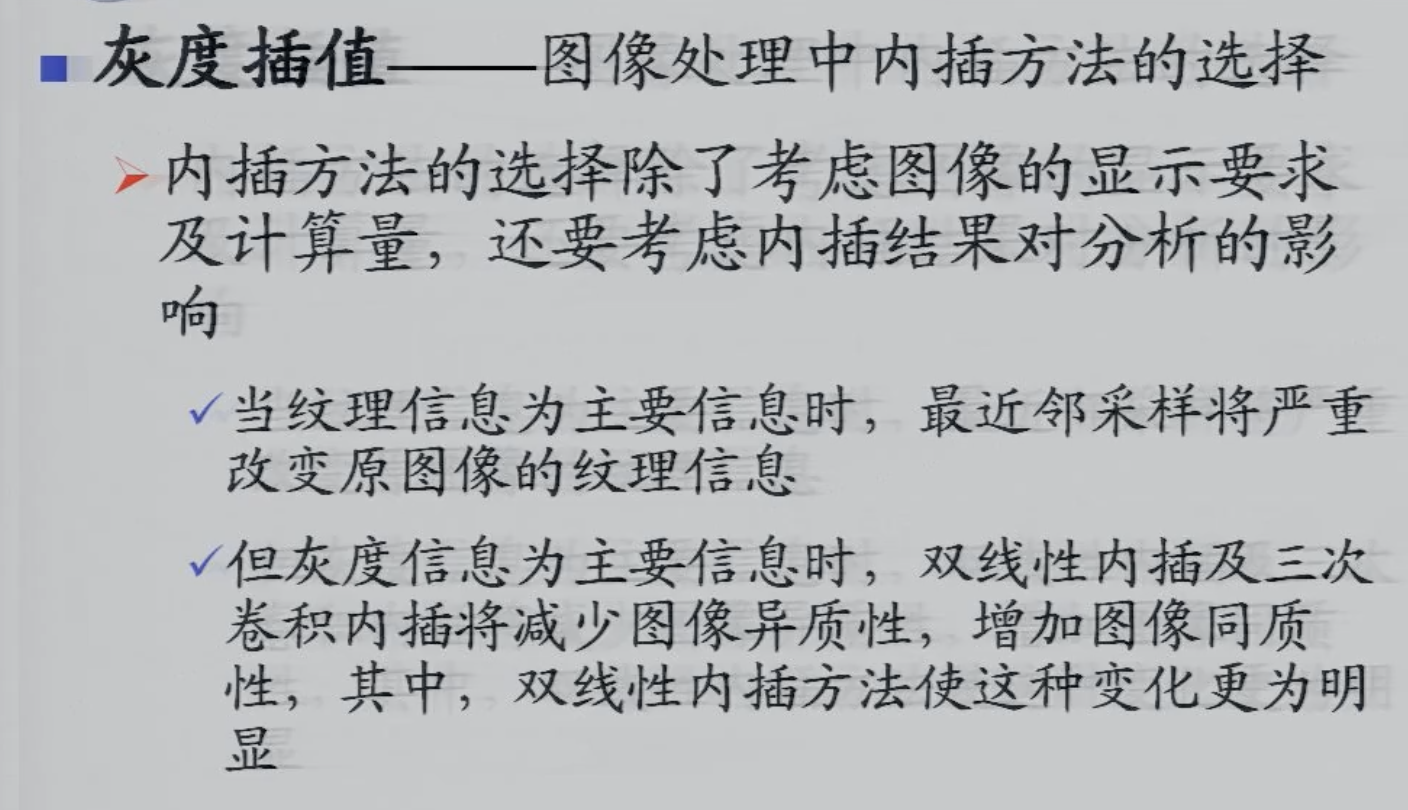 灰度插值——图像处理中内插方法的选择
内插方法的选择除了考虑图像的显示要求
及计算量，还要考虑内插结果对分析的影
响
当纹理信息为主要信息时，最近邻采样将严重
改变原图像的纹理信息
但灰度信息为主要信息时，双线性内插及三次
卷积内插将减少图像异质性，增加图像同质
性，其中，双线性内插方法使这种变化更为明
显